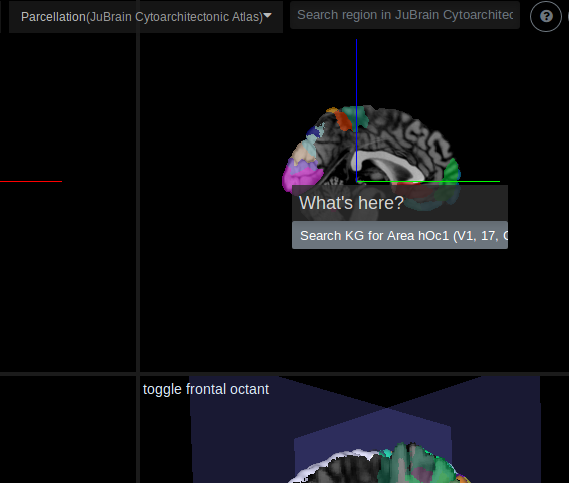 Parcellation(JuBrain Cytoarchitectonic Atlas)
Search region in JuBrain Cytoarchitec
?
What's here?
Search KG for Area hOc1 (V1, 17,
toggle frontal octant